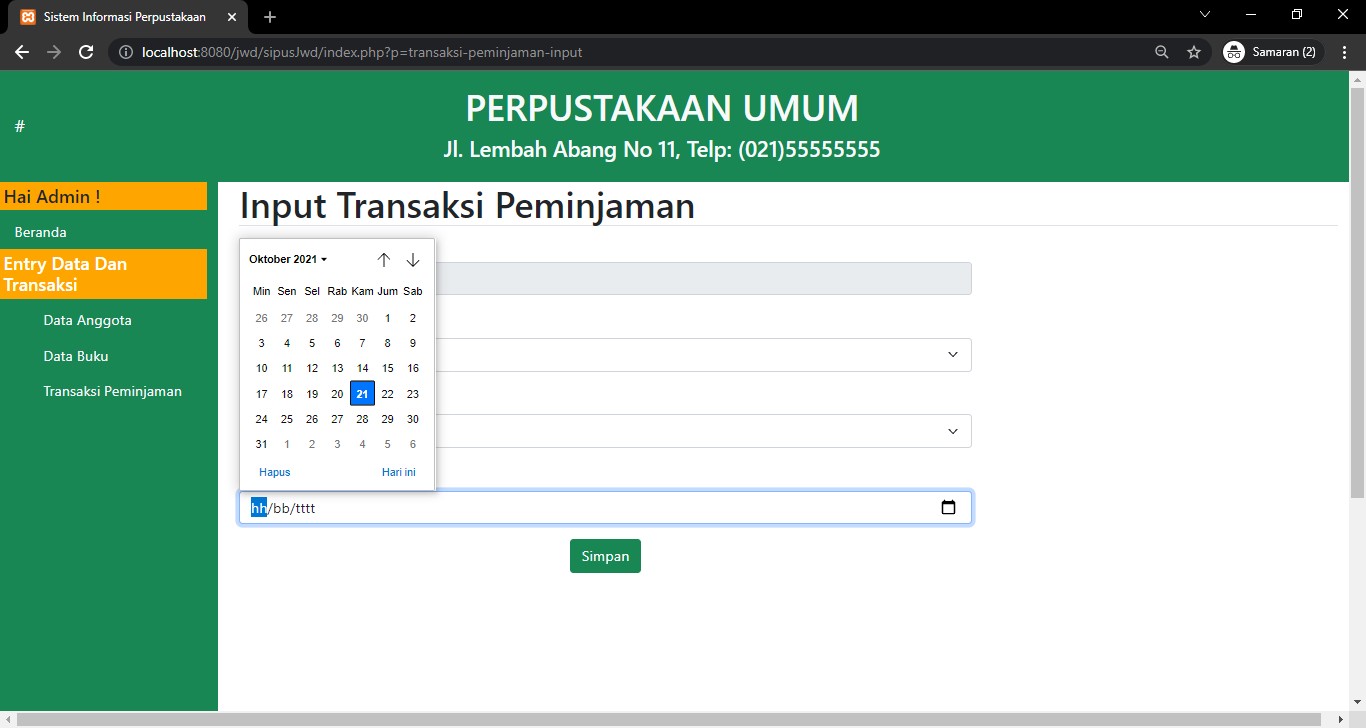 Sistem Informasi Perpustakaan
localhost:8080/jwd/sipusJwd/index.php?p=transaksi-peminjaman-input
Samaran (2)
#
PERPUSTAKAAN UMUM
Jl. Lembah Abang No 11, Telp: (021)55555555
Hai Admin !
Beranda
Entry Data Dan
Transaksi
Data Anggota
Data Buku
Transaksi Peminjaman
Input Transaksi Peminjaman
Oktober 2021
Min Sen Sel Rab Kam Jum Sab
26 27 28 29 30 1 2
3 4 5 6 7 8 9
10 11 12 13 14 15 16
17 18 19 20 21 22 23
24 25 26 27 28 29 30
31 1 2 3 4 5 6
Hapus Hari ini
hh/bb/tttt
Simpan